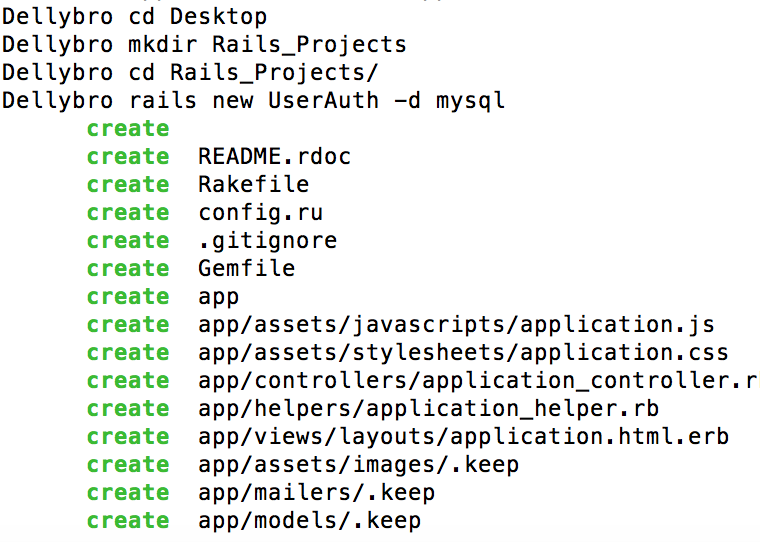 Dellybro cd Desktop
Dellybro mkdir Rails_Projects
Dellybro cd Rails_Projects/
Dellybro rails new UserAuth -d mysql
create
create README.rdoc
create Rakefile
create config.ru
create .gitignore
create Gemfile
create app
create app/assets/javascripts/application.js
create app/assets/stylesheets/application.css
create app/controllers/application_controller.r
create app/helpers/application_helper.rb
create app/views/layouts/application.html.erb
create app/assets/images/.keep
create app/mailers/.keep
create app/models/.keep